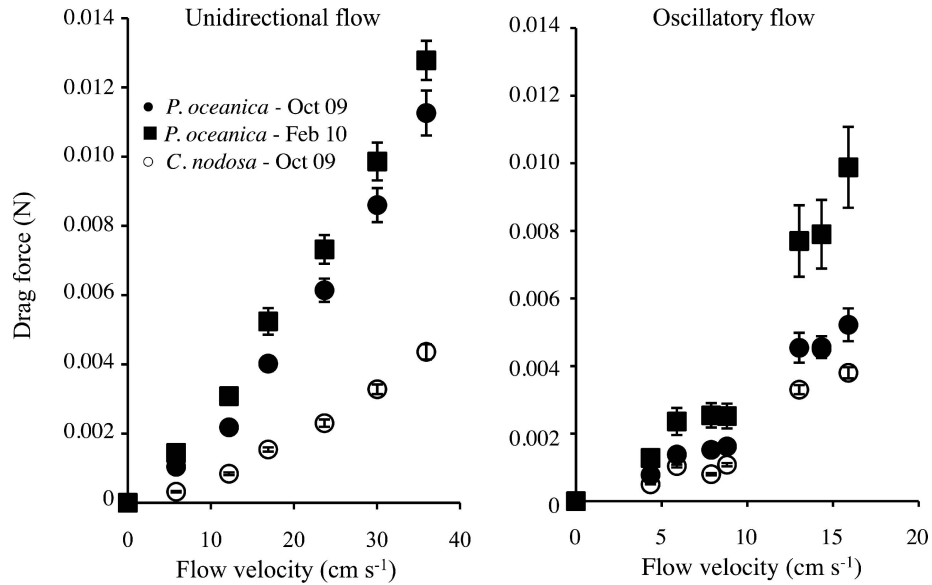 Unidirectional flow
Oscillatory flow
0.014
0.012
0.010
0.008
0.006
0.004
0.002
0
P. oceanica - Oct 09
P. oceanica - Feb 10
C. nodosa - Oct 09
Drag force (N)
0 10 20 30 40
Flow velocity (cm s-1)
0.014
0.012
0.010
0.008
0.006
0.004
0.002
0
0 5 10 15 20
Flow velocity (cm s-1)